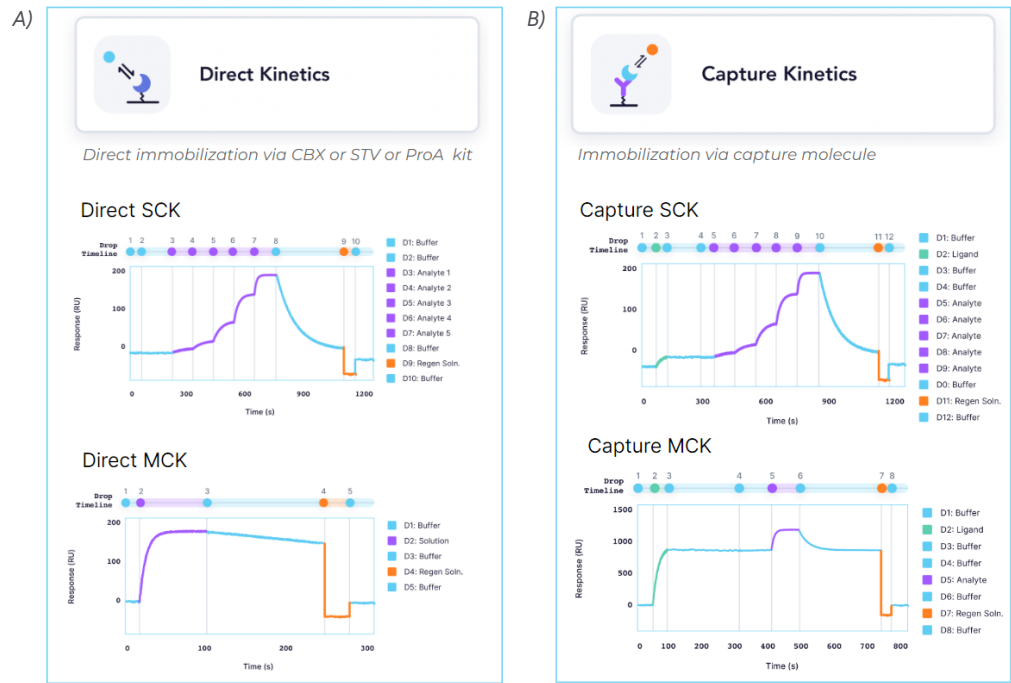 A)
Direct Kinetics
Direct immobilization via CBX or STV or ProA kit
Direct SCK
Drop Timeline
1 2 3 4 5 6 7 8 9 10
D1: Buffer
D2: Buffer
D3: Analyte 1
D4: Analyte 2
D5: Analyte 3
D6: Analyte 4
D7: Analyte 5
D8: Buffer
D9: Regen Soln.
D10: Buffer
Response (RU)
200
100
0
0 300 600 900 1200
Time (s)
Direct MCK
Drop Timeline
1 2 3 4 5
D1: Buffer
D2: Solution
D3: Buffer
D4: Regen Soln.
D5: Buffer
Response (RU)
200
100
0
0 100 200 300
Time (s)
B)
Capture Kinetics
Immobilization via capture molecule
Capture SCK
Drop Timeline
1 2 3 4 5 6 7 8 9 10 11 12
D1: Buffer
D2: Ligand
D3: Buffer
D4: Buffer
D5: Analyte
D6: Analyte
D7: Analyte
D8: Analyte
D9: Analyte
D0: Buffer
D11: Regen Soln.
D12: Buffer
Response (RU)
200
100
0
0 300 600 900 1200
Time (s)
Capture MCK
Drop Timeline
1 2 3 4 5 6 7 8
D1: Buffer
D2: Ligand
D3: Buffer
D4: Buffer
D5: Analyte
D6: Buffer
D7: Regen Soln.
D8: Buffer
Response (RU)
1500
1000
500
0
0 100 200 300 400 500 600 700 800
Time (s)